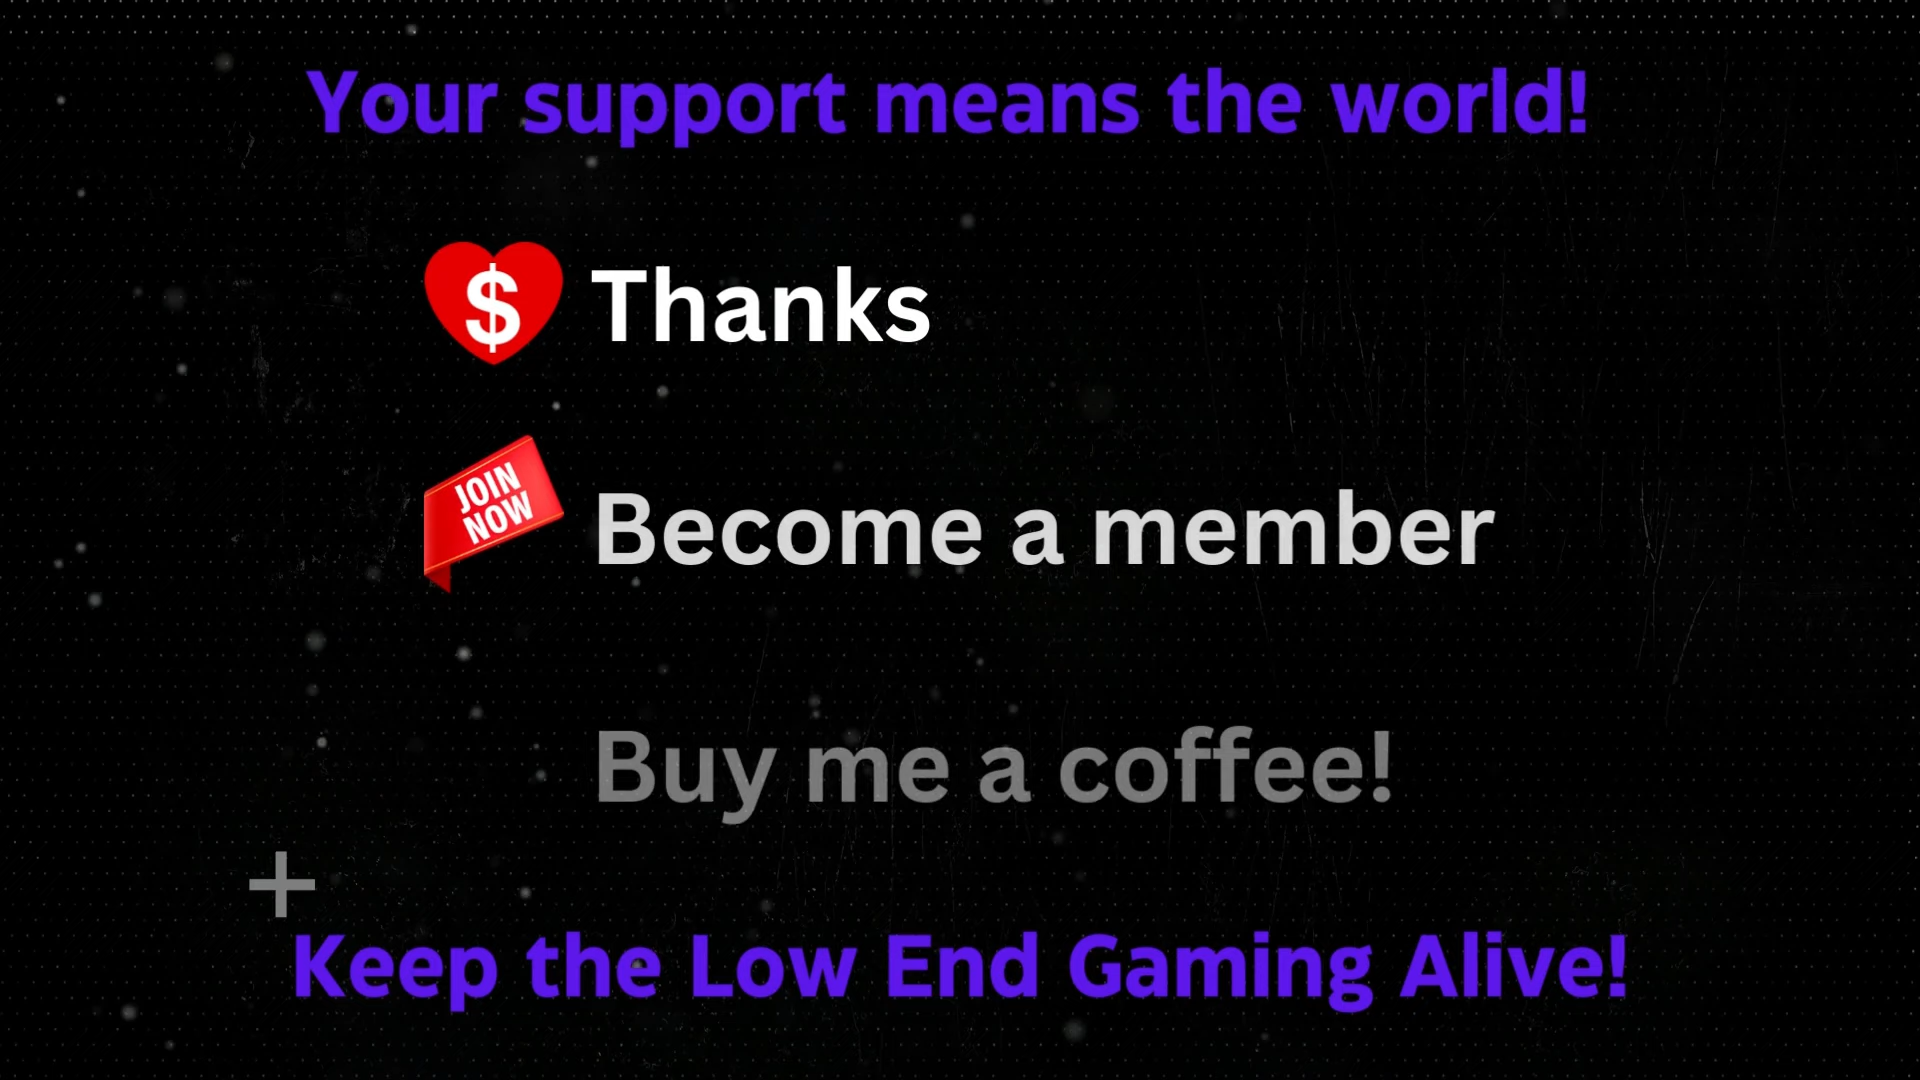 Your support means the world!
$ Thanks
JOIN
NOW
Become a member
Buy me a coffee!
+
Keep the Low End Gaming Alive!